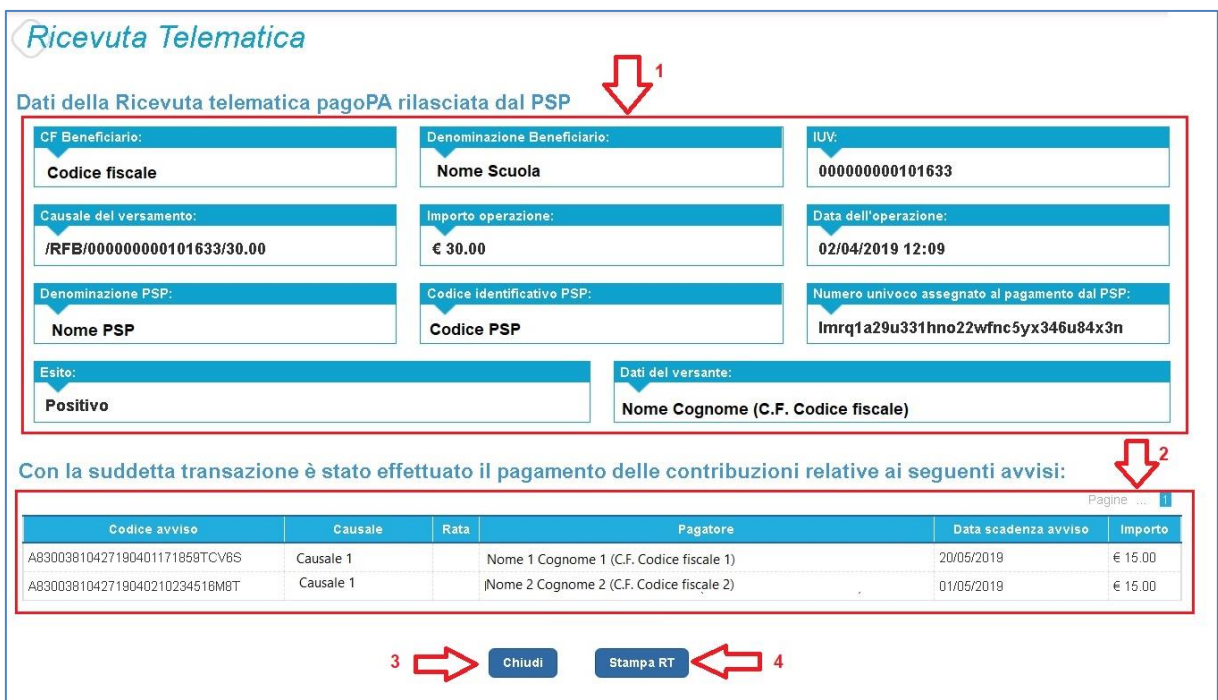 Ricevuta Telematica
1
Dati della Ricevuta telematica pagoPA rilasciata dal PSP
CF Beneficiario: Denominazione Beneficiario: IUV:
Codice fiscale Nome Scuola 000000000101633
Causale del versamento: Importo operazione: Data dell'operazione:
/RFB/000000000101633/30.00 € 30.00 02/04/2019 12:09
Denominazione PSP: Codice identificativo PSP: Numero univoco assegnato al pagamento dal PSP:
Nome PSP Codice PSP lmrq1a29u331hno22wfnc5yx346u84x3n
Esito: Dati del versante:
Positivo Nome Cognome (C.F. Codice fiscale)
2
Con la suddetta transazione è stato effettuato il pagamento delle contribuzioni relative ai seguenti avvisi:
Pagine ... 1
Codice avviso Causale Rata Pagatore Data scadenza avviso Importo
A83003810427190401171859TCV6S Causale 1 Nome 1 Cognome 1 (C.F. Codice fiscale 1) 20/05/2019 € 15.00
A8300381042719040210234516M8T Causale 1 Nome 2 Cognome 2 (C.F. Codice fiscale 2) 01/05/2019 € 15.00
3 Chiudi Stampa RT 4